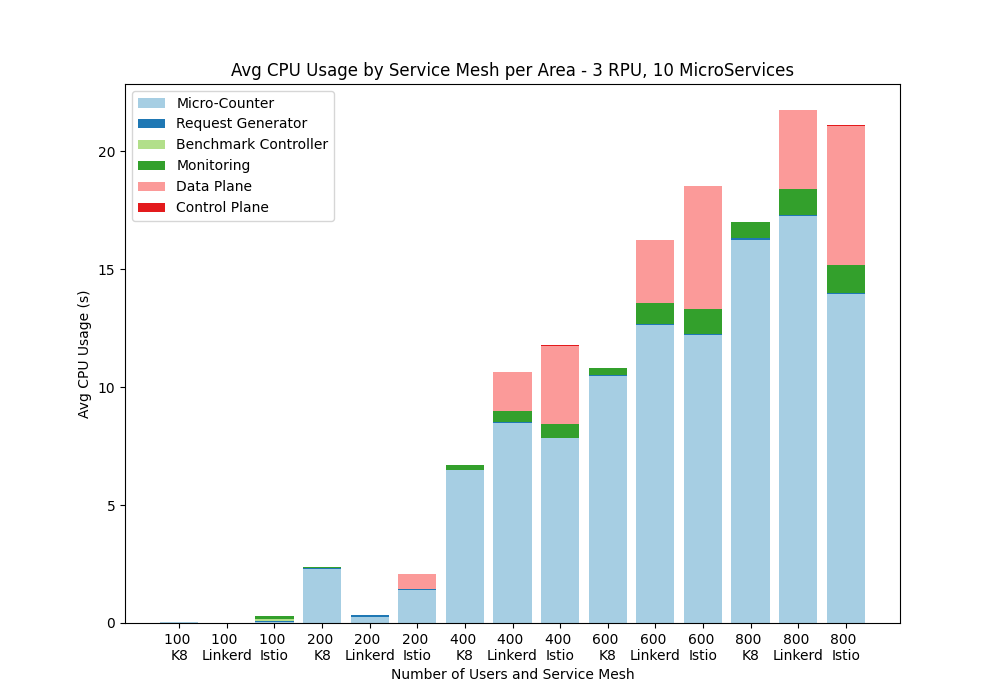 Avg CPU Usage by Service Mesh per Area - 3 RPU, 10 MicroServices
Micro-Counter
Request Generator
Benchmark Controller
Monitoring
Data Plane
Control Plane
Avg CPU Usage (s)
20
15
10
5
0
100 100 100 200 200 200 400 400 400 600 600 600 800 800 800
K8 Linkerd Istio K8 Linkerd Istio K8 Linkerd Istio K8 Linkerd Istio K8 Linkerd Istio
Number of Users and Service Mesh